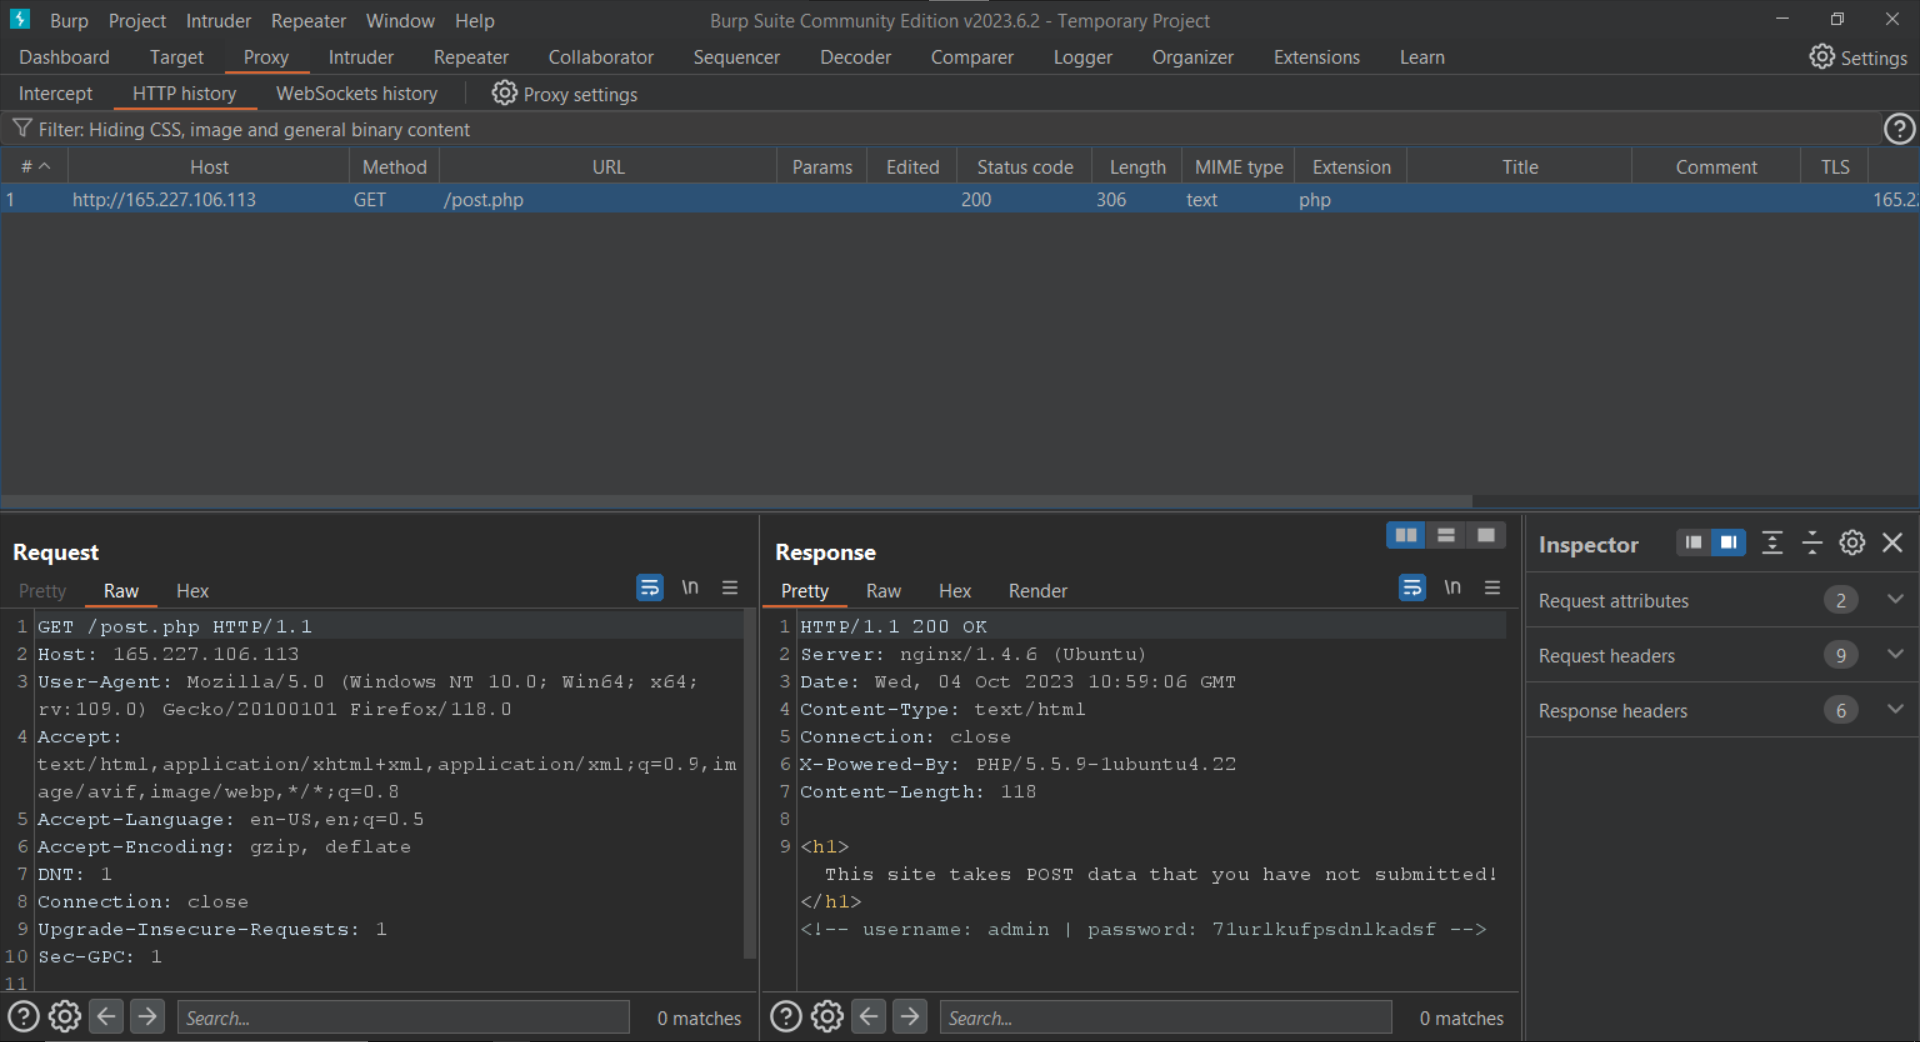 Burp Project Intruder Repeater Window Help Burp Suite Community Edition v2023.6.2 - Temporary Project
Dashboard Target Proxy Intruder Repeater Collaborator Sequencer Decoder Comparer Logger Organizer Extensions Learn Settings
Intercept HTTP history WebSockets history Proxy settings
Filter: Hiding CSS, image and general binary content
# Host Method URL Params Edited Status code Length MIME type Extension Title Comment TLS
1 http://165.227.106.113 GET /post.php 200 306 text php 165.2
Request
Pretty Raw Hex \n
1 GET /post.php HTTP/1.1
2 Host: 165.227.106.113
3 User-Agent: Mozilla/5.0 (Windows NT 10.0; Win64; x64;
rv:109.0) Gecko/20100101 Firefox/118.0
4 Accept:
text/html,application/xhtml+xml,application/xml;q=0.9,im
age/avif,image/webp,*/*;q=0.8
5 Accept-Language: en-US,en;q=0.5
6 Accept-Encoding: gzip, deflate
7 DNT: 1
8 Connection: close
9 Upgrade-Insecure-Requests: 1
10 Sec-GPC: 1
11
Search... 0 matches
Response
Pretty Raw Hex Render \n
1 HTTP/1.1 200 OK
2 Server: nginx/1.4.6 (Ubuntu)
3 Date: Wed, 04 Oct 2023 10:59:06 GMT
4 Content-Type: text/html
5 Connection: close
6 X-Powered-By: PHP/5.5.9-1ubuntu4.22
7 Content-Length: 118
8
9 <h1>
This site takes POST data that you have not submitted!
</h1>
<!-- username: admin | password: 71urlkufpsdnlkadsf -->
Search... 0 matches
Inspector
Request attributes 2
Request headers 9
Response headers 6